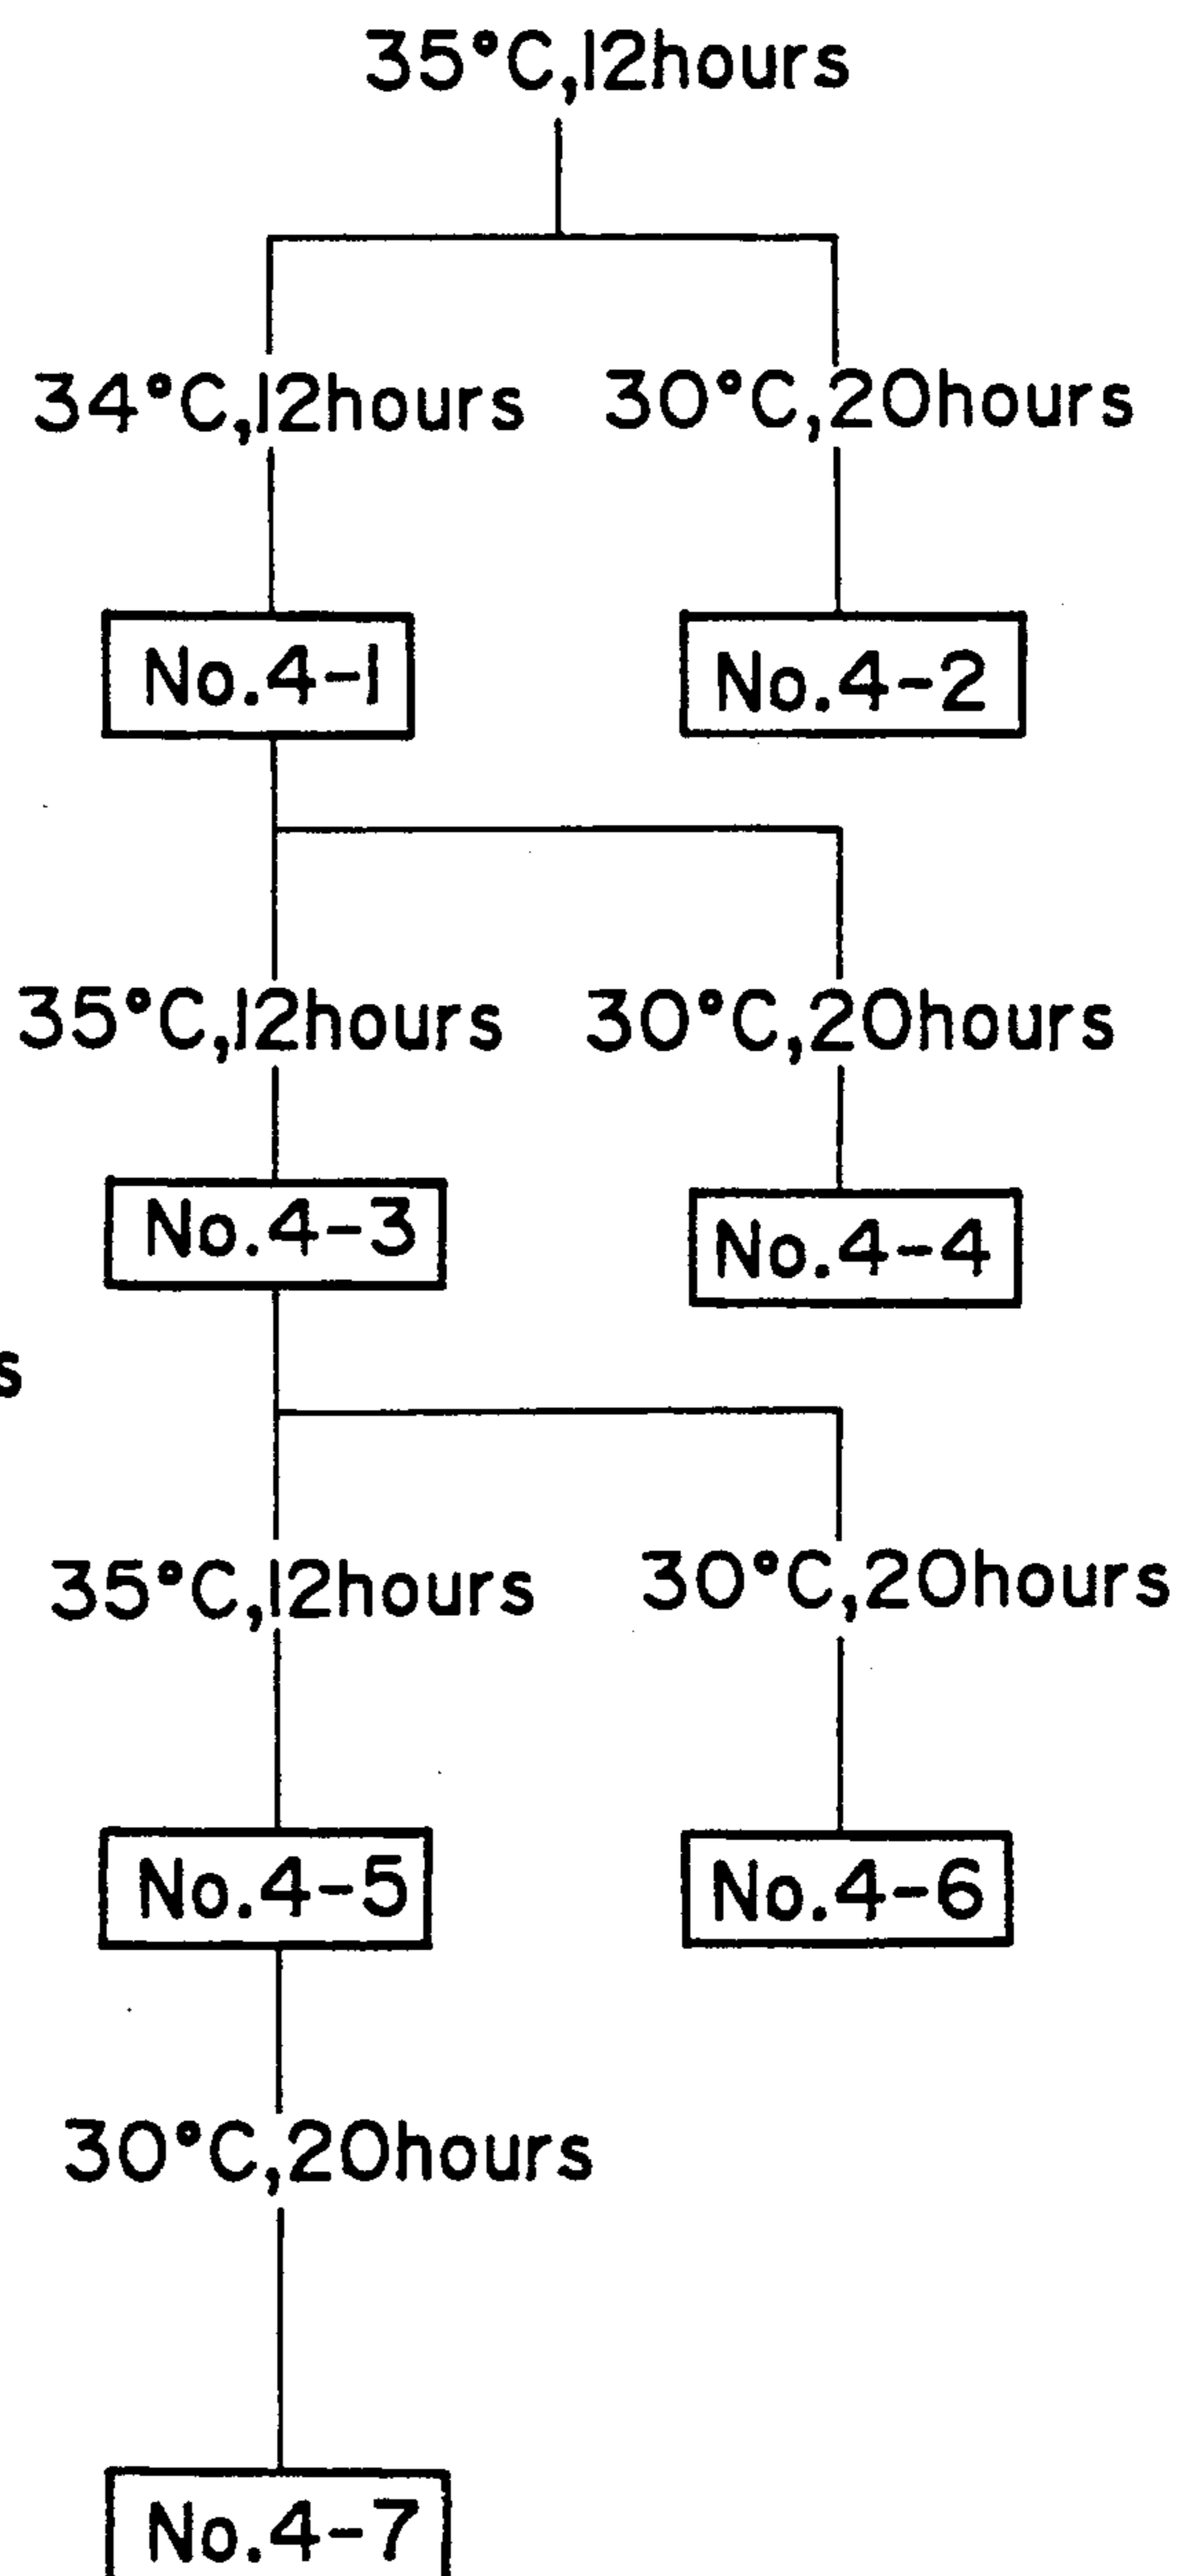 35°C,12hours
34°C,12hours 30°C,20hours
No.4-1 No.4-2
35°C,12hours 30°C,20hours
No.4-3 No.4-4
s
35°C,12hours 30°C,20hours
No.4-5 No.4-6
30°C,20hours
No.4-7